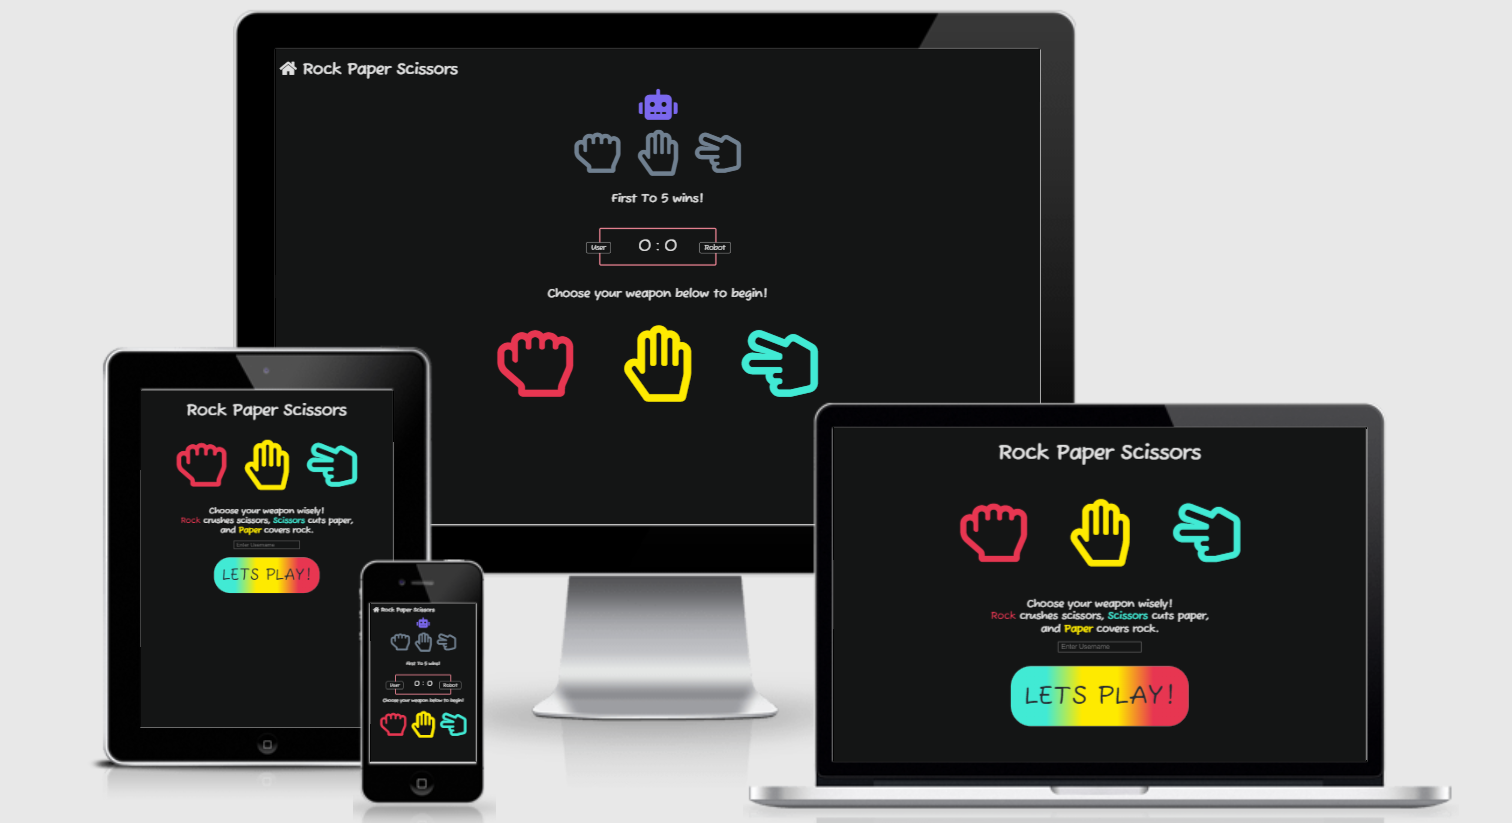 Rock Paper Scissors
First To 5 wins!
User 0 : 0 Robot
Choose your weapon below to begin!
Rock Paper Scissors
Choose your weapon wisely!
Rock crushes scissors, Scissors cuts paper,
and Paper covers rock.
Enter Username
LETS PLAY!
Rock Paper Scissors
First To 5 wins!
User 0 : 0 Robot
Choose your weapon below to begin!
Rock Paper Scissors
Choose your weapon wisely!
Rock crushes scissors, Scissors cuts paper,
and Paper covers rock.
Enter Username
LETS PLAY!